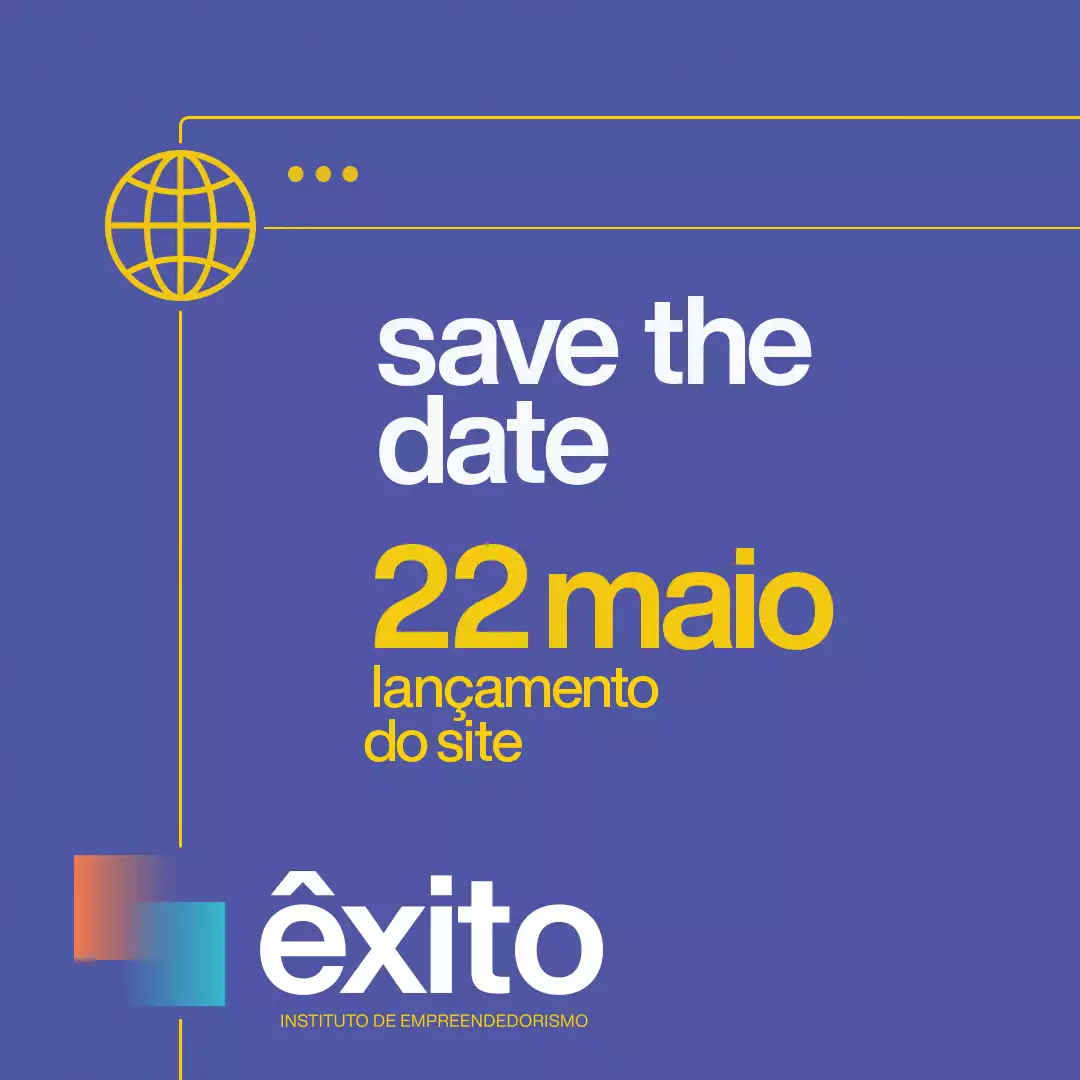 save the
date
22 maio
lançamento
do site
êxito
INSTITUTO DE EMPREENDEDORISMO